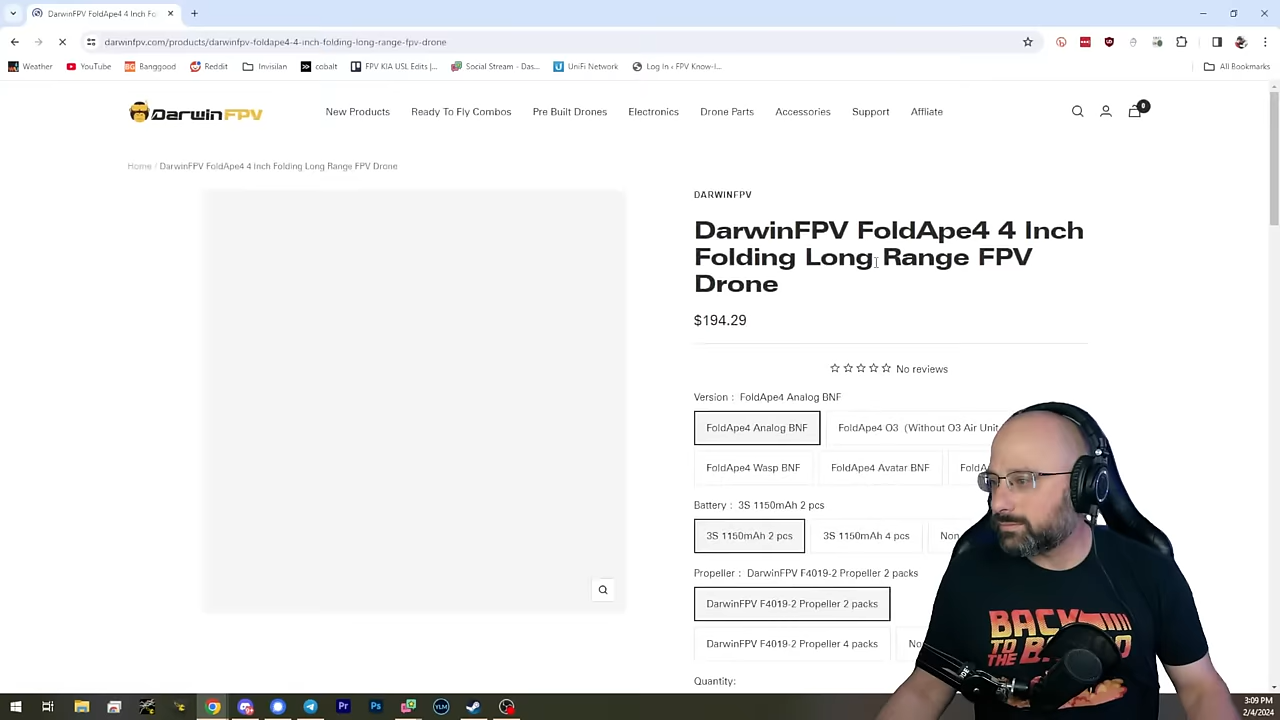 DarwinFPV FoldApe4 4 Inch Fo
darwinfpv.com/products/darwinfpv-foldape4-4-inch-folding-long-range-fpv-drone
Weather
YouTube
Banggood
Reddit
Invisilan
cobalt
FPV KIA USL Edits |...
Social Stream - Das...
UniFi Network
Log In ‹ FPV Know-I...
All Bookmarks
DarwinFPV
New Products
Ready To Fly Combos
Pre Built Drones
Electronics
Drone Parts
Accessories
Support
Affliate
0
Home / DarwinFPV FoldApe4 4 Inch Folding Long Range FPV Drone
DARWINFPV
DarwinFPV FoldApe4 4 Inch
Folding Long Range FPV
Drone
$194.29
No reviews
Version : FoldApe4 Analog BNF
FoldApe4 Analog BNF
FoldApe4 O3（Without O3 Air Unit
FoldApe4 Wasp BNF
FoldApe4 Avatar BNF
FoldA
Battery : 3S 1150mAh 2 pcs
3S 1150mAh 2 pcs
3S 1150mAh 4 pcs
Non
Propeller : DarwinFPV F4019-2 Propeller 2 packs
DarwinFPV F4019-2 Propeller 2 packs
DarwinFPV F4019-2 Propeller 4 packs
No
Quantity:
BACK
TO THE
3:09 PM
2/4/2024